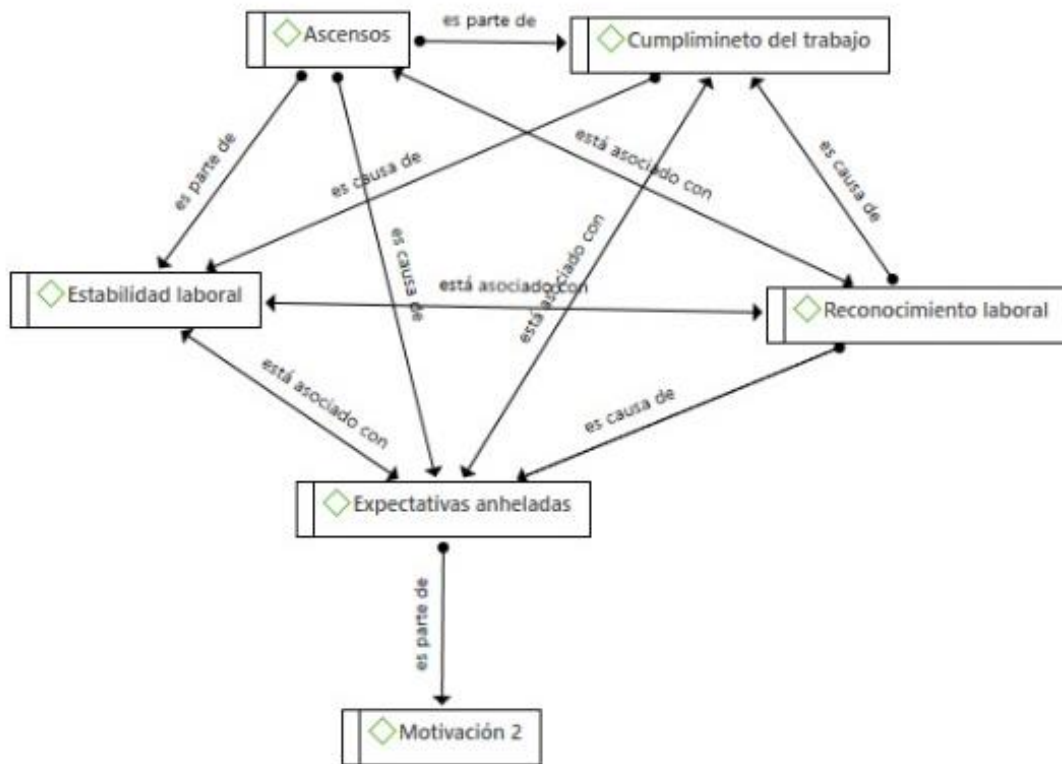 es parte de
Ascensos
Cumplimineto del trabajo
es parte de
es causa de
está asociado con
es causa de
es causa de
está asociado con
Estabilidad laboral
está asociado con
Reconocimiento laboral
está asociado con
es causa de
Expectativas anheladas
es parte de
Motivación 2